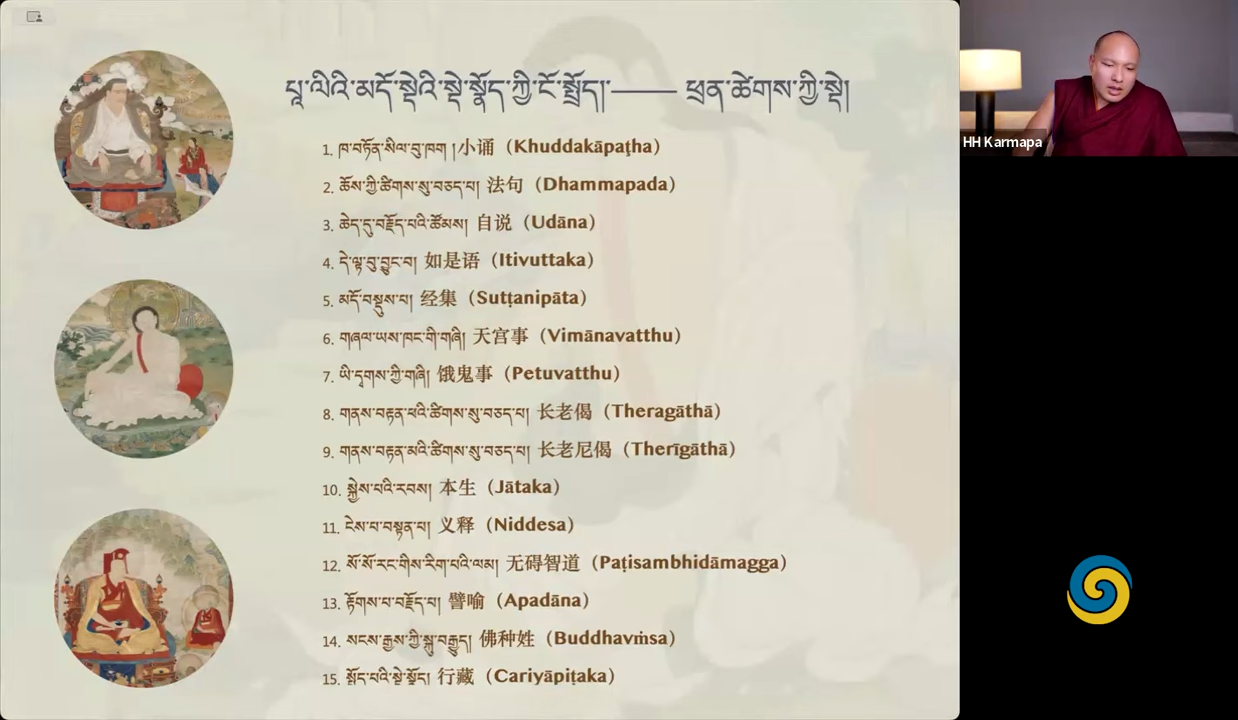 པཱ་ལིའི་མདོ་སྡེའི་སྡེ་སྣོད་ཀྱི་ངོ་སྤྲོད།——ཕྲན་ཚེགས་ཀྱི་སྡེ།
1. ཁ་བཏོན་སིལ་བུ་ཁག །小诵（Khuddakāpaṭha）
2. ཆོས་ཀྱི་ཚིགས་སུ་བཅད་པ། 法句（Dhammapada）
3. ཆེད་དུ་བརྗོད་པའི་ཚོམས། 自说（Udāna）
4. དེ་ལྟ་བུ་བྱུང་བ། 如是语（Itivuttaka）
5. མདོ་བསྡུས་པ། 经集（Suṭṭanipāta）
6. གཞལ་ཡས་ཁང་གི་གཞི། 天宫事（Vimānavatthu）
7. ཡི་དྭགས་ཀྱི་གཞི། 饿鬼事（Petuvatthu）
8. གནས་བརྟན་ཕའི་ཚིགས་སུ་བཅད་པ། 长老偈（Theragāthā）
9. གནས་བརྟན་མའི་ཚིགས་སུ་བཅད་པ། 长老尼偈（Therīgāthā）
10. སྐྱེས་པའི་རབས། 本生（Jātaka）
11. ངེས་པ་བསྟན་པ། 义释（Niddesa）
12. སོ་སོ་རང་གིས་རིག་པའི་ལམ། 无碍智道（Paṭisambhidāmagga）
13. རྟོགས་པ་བརྗོད་པ། 譬喻（Apadāna）
14. སངས་རྒྱས་ཀྱི་སྐུ་བརྒྱུད། 佛种姓（Buddhavṁsa）
15. སྤྱོད་པའི་སྡེ་སྣོད། 行藏（Cariyāpiṭaka）
HH Karmapa